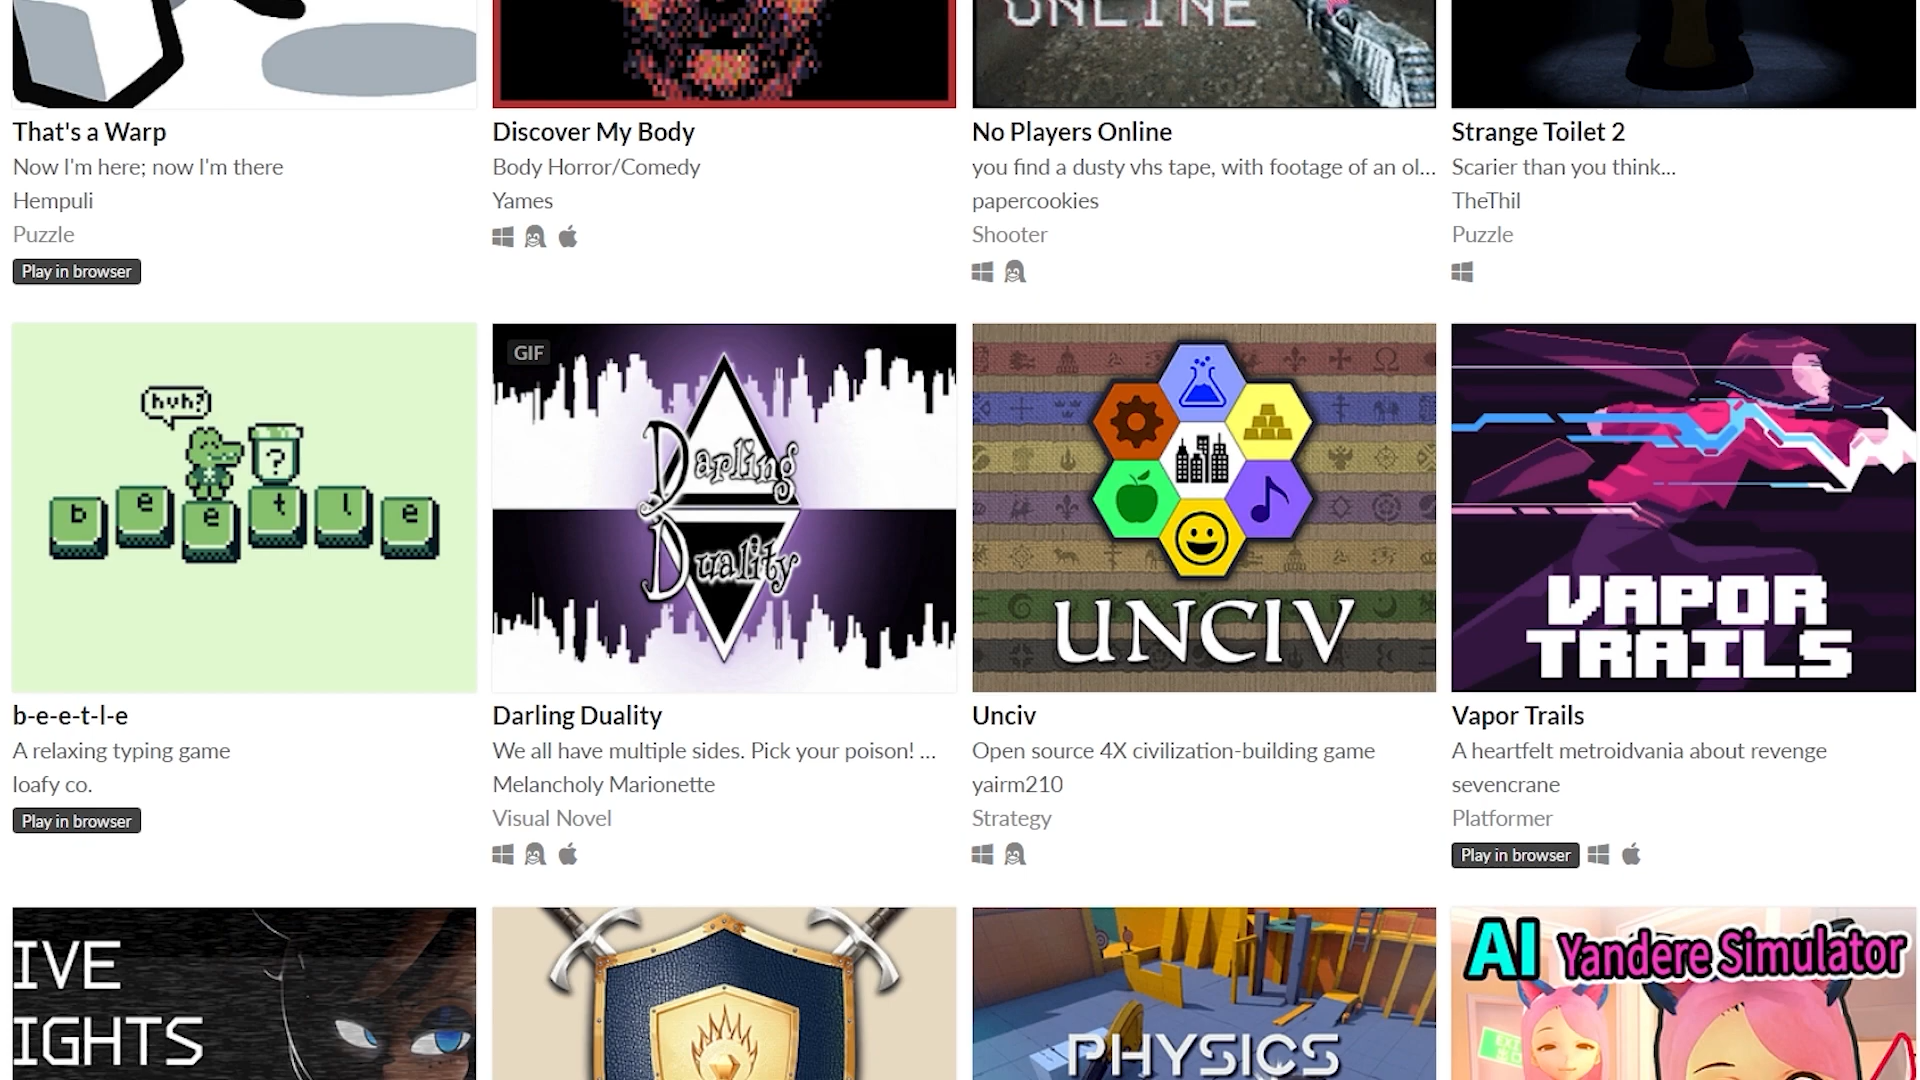 ONLINE
That's a Warp
Now I'm here; now I'm there
Hempuli
Puzzle
Play in browser
Discover My Body
Body Horror/Comedy
Yames
No Players Online
you find a dusty vhs tape, with footage of an ol...
papercookies
Shooter
Strange Toilet 2
Scarier than you think...
TheThil
Puzzle
huh?
?
b e e t l e
b-e-e-t-l-e
A relaxing typing game
loafy co.
Play in browser
GIF
Darling
Duality
Darling Duality
We all have multiple sides. Pick your poison! ...
Melancholy Marionette
Visual Novel
UNCIV
Unciv
Open source 4X civilization-building game
yairm210
Strategy
VAPOR
TRAILS
Vapor Trails
A heartfelt metroidvania about revenge
sevencrane
Platformer
Play in browser
IVE
IGHTS
PHYSICS
AI Yandere Simulator